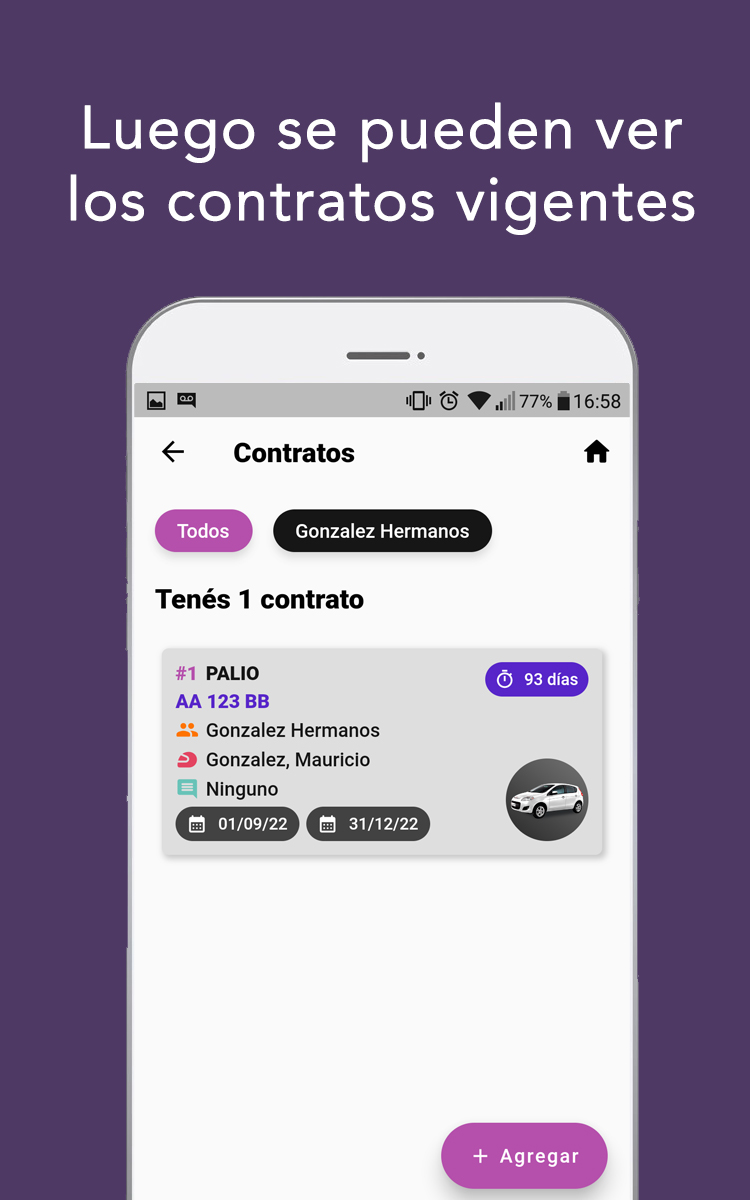 Luego se pueden ver
los contratos vigentes
77% 16:58
Contratos
Todos Gonzalez Hermanos
Tenés 1 contrato
#1 PALIO 93 días
AA 123 BB
Gonzalez Hermanos
Gonzalez, Mauricio
Ninguno
01/09/22 31/12/22
+ Agregar